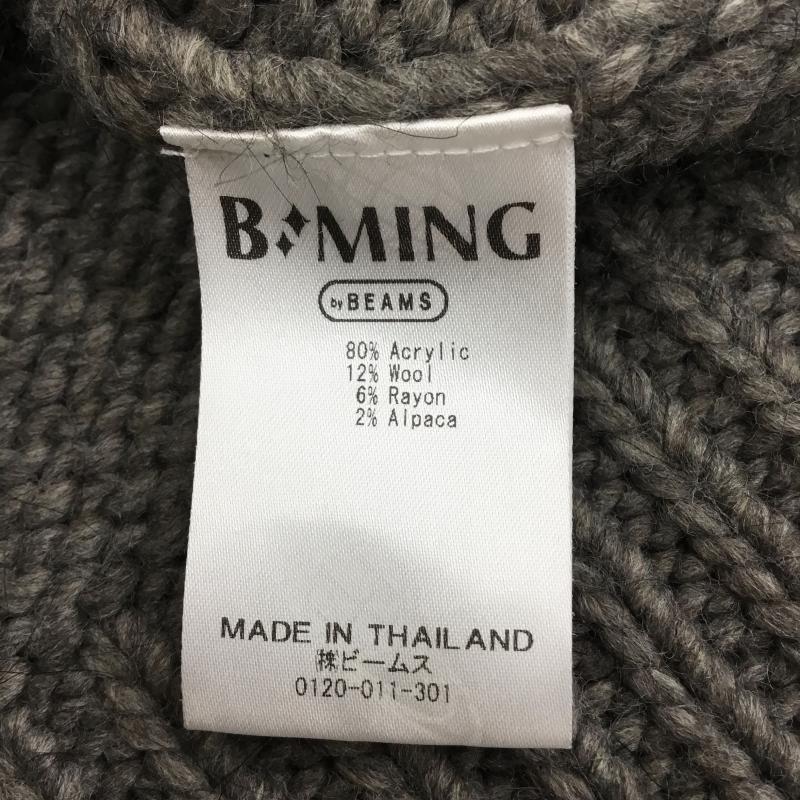 B:MING
by BEAMS
80% Acrylic
12% Wool
6% Rayon
2% Alpaca
MADE IN THAILAND
㈱ビームス
0120-011-301